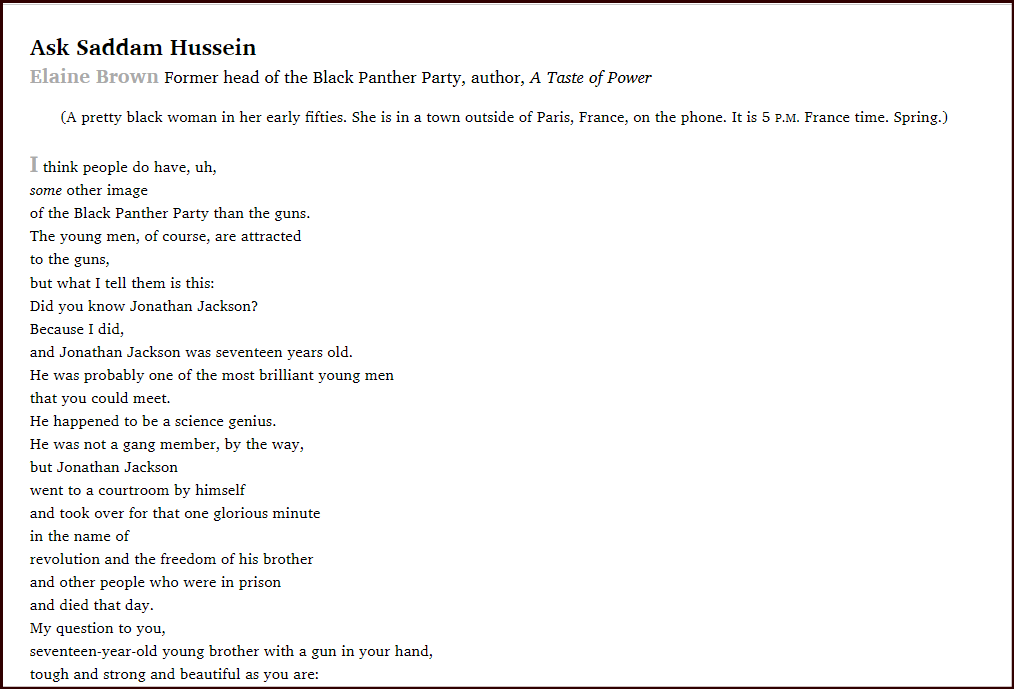 Ask Saddam Hussein
Elaine Brown Former head of the Black Panther Party, author, A Taste of Power
(A pretty black woman in her early fifties. She is in a town outside of Paris, France, on the phone. It is 5 P.M. France time. Spring.)
I think people do have, uh,
some other image
of the Black Panther Party than the guns.
The young men, of course, are attracted
to the guns,
but what I tell them is this:
Did you know Jonathan Jackson?
Because I did,
and Jonathan Jackson was seventeen years old.
He was probably one of the most brilliant young men
that you could meet.
He happened to be a science genius.
He was not a gang member, by the way,
but Jonathan Jackson
went to a courtroom by himself
and took over for that one glorious minute
in the name of
revolution and the freedom of his brother
and other people who were in prison
and died that day.
My question to you,
seventeen-year-old young brother with a gun in your hand,
tough and strong and beautiful as you are: